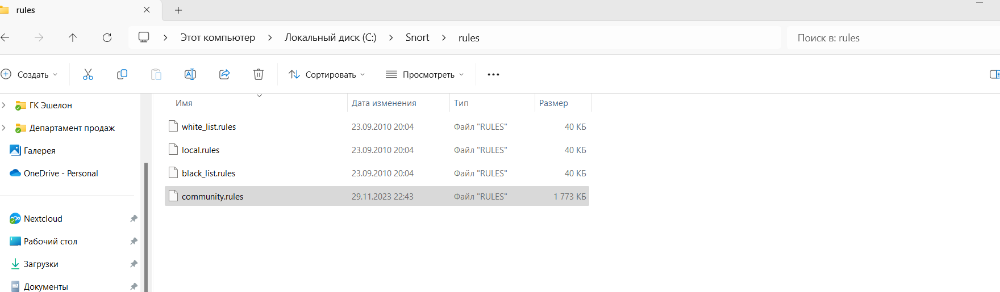 rules
Этот компьютер > Локальный диск (C:) > Snort > rules
Поиск в: rules
Создать
Сортировать
Просмотреть
ГК Эшелон
Департамент продаж
Галерея
OneDrive - Personal
Nextcloud
Рабочий стол
Загрузки
Документы
Имя Дата изменения Тип Размер
white_list.rules 23.09.2010 20:04 Файл "RULES" 40 КБ
local.rules 23.09.2010 20:04 Файл "RULES" 40 КБ
black_list.rules 23.09.2010 20:04 Файл "RULES" 40 КБ
community.rules 29.11.2023 22:43 Файл "RULES" 1 773 КБ